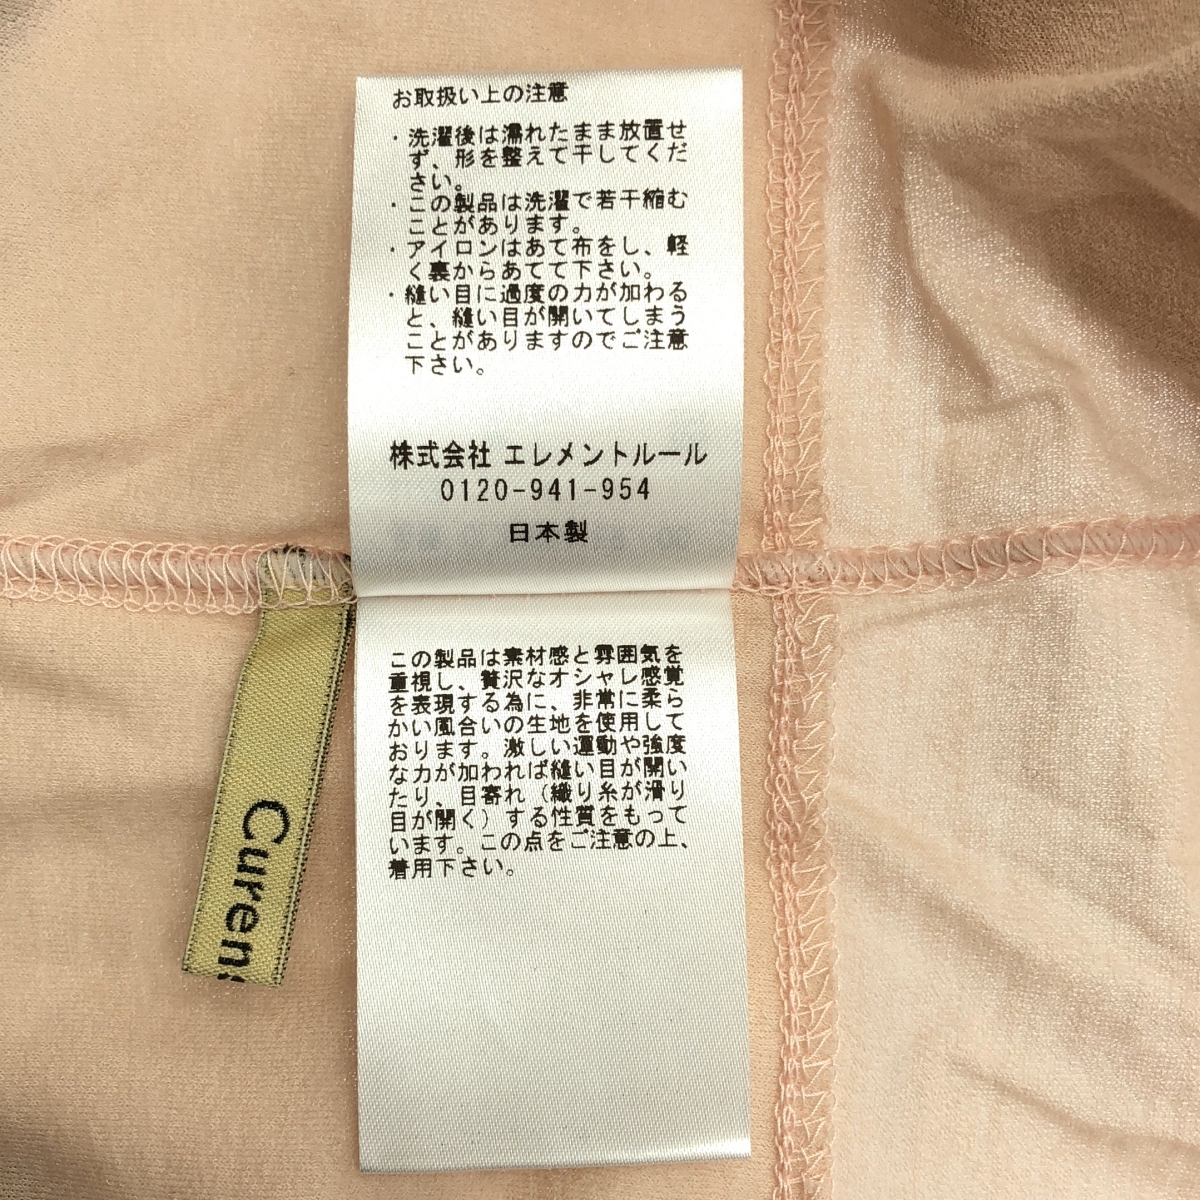 お取扱い上の注意
・洗濯後は濡れたまま放置せ
ず、形を整えて干してくだ
さい。
・この製品は洗濯で若干縮む
ことがあります。
・アイロンはあて布をし、軽
く裏からあてて下さい。
・縫い目に過度の力が加わる
と、縫い目が開いてしまう
ことがありますのでご注意
下さい。
株式会社 エレメントルール
0120-941-954
日本製
この製品は素材感と雰囲気を
重視し、贅沢なオシャレ感覚
を表現する為に、非常に柔ら
かい風合いの生地を使用して
おります。激しい運動や強度
な力が加われば縫い目が開い
たり、目寄れ（織り糸が滑り
目が開く）する性質をもって
います。この点をご注意の上、
着用下さい。
Curen